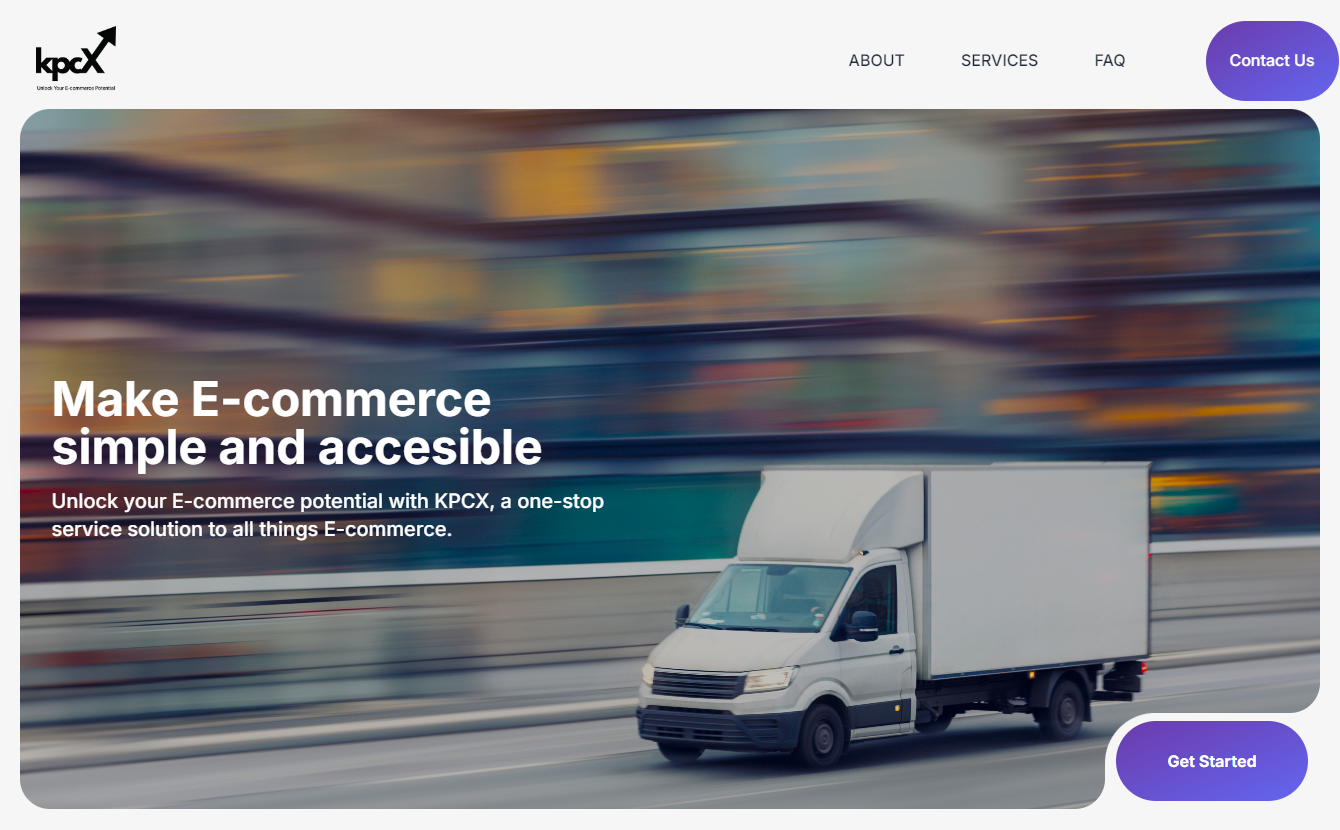 kpcX
Unlock Your E-commerce Potential
ABOUT SERVICES FAQ Contact Us
Make E-commerce
simple and accesible
Unlock your E-commerce potential with KPCX, a one-stop
service solution to all things E-commerce.
Get Started